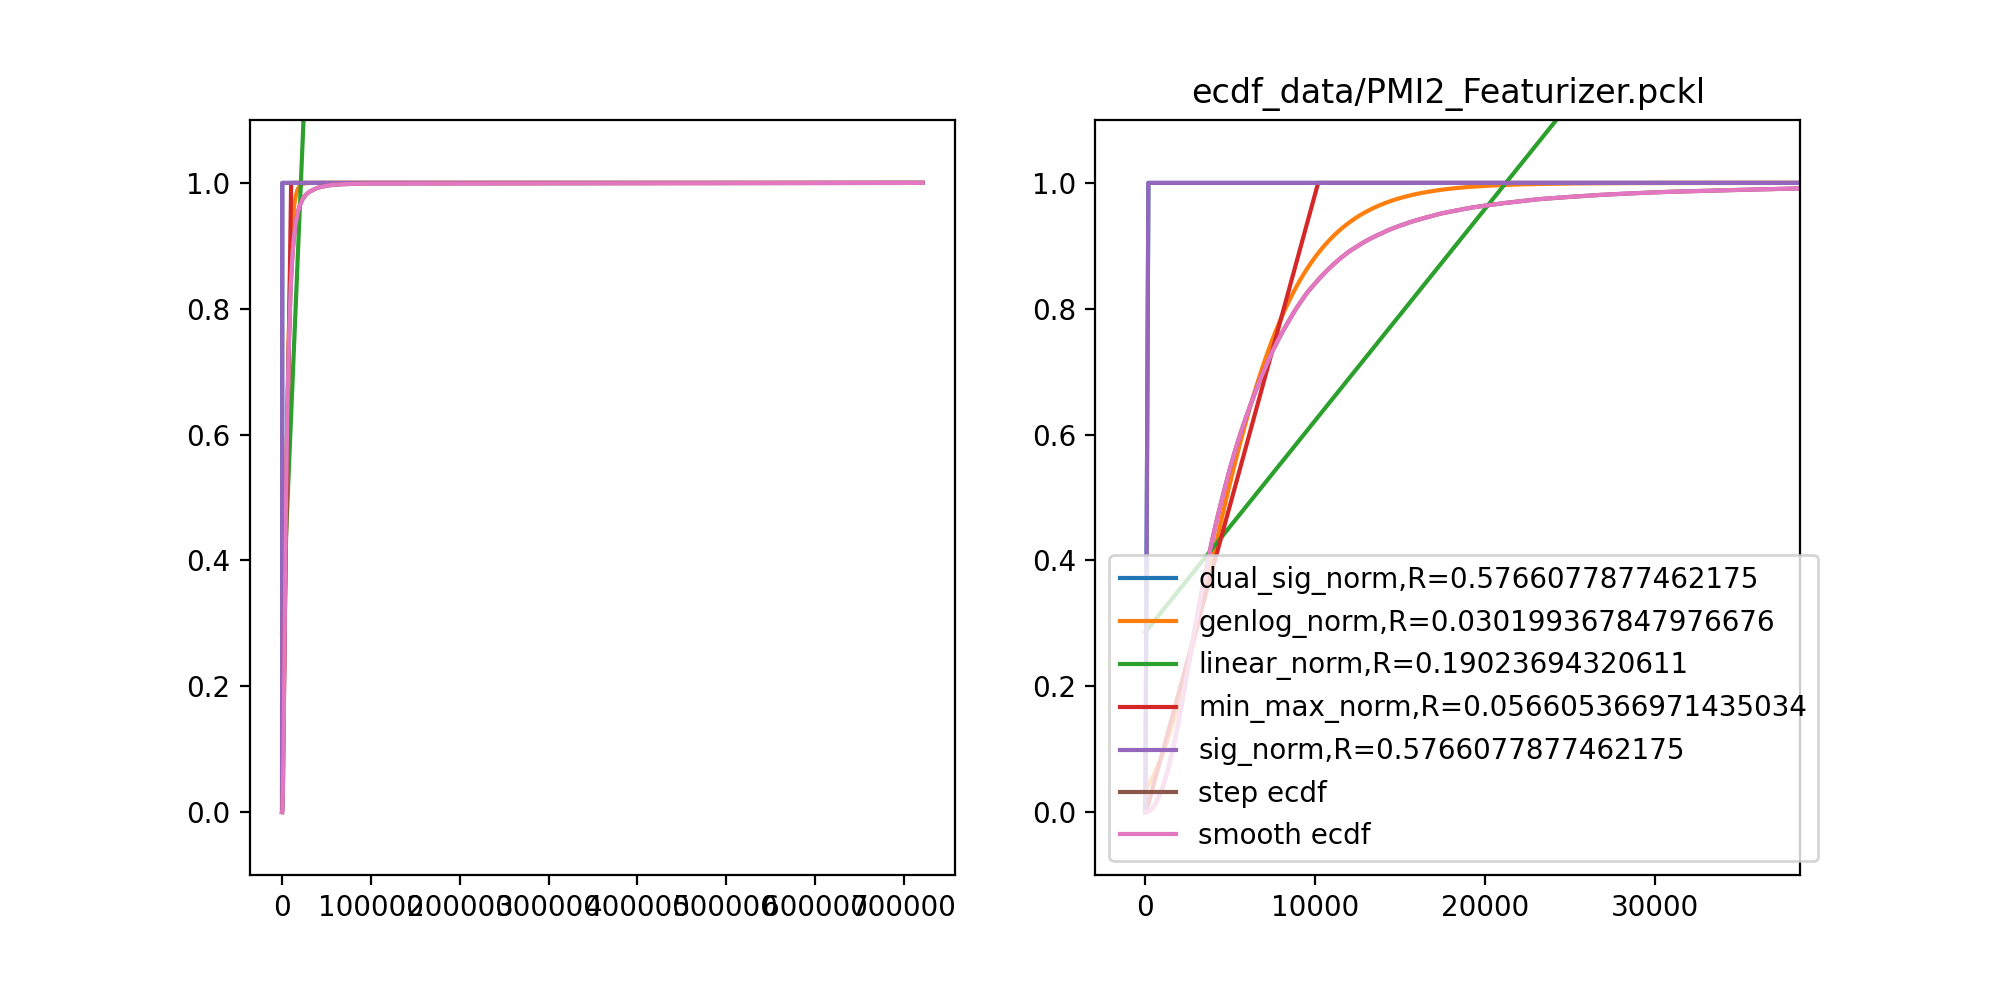 ecdf_data/PMI2_Featurizer.pckl
1.0
0.8
0.6
0.4
0.2
0.0
0 100000 200000 300000 400000 500000 600000 700000
1.0
0.8
0.6
0.4
0.2
0.0
0 10000 20000 30000
dual_sig_norm,R=0.5766077877462175
genlog_norm,R=0.030199367847976676
linear_norm,R=0.19023694320611
min_max_norm,R=0.056605366971435034
sig_norm,R=0.5766077877462175
step ecdf
smooth ecdf